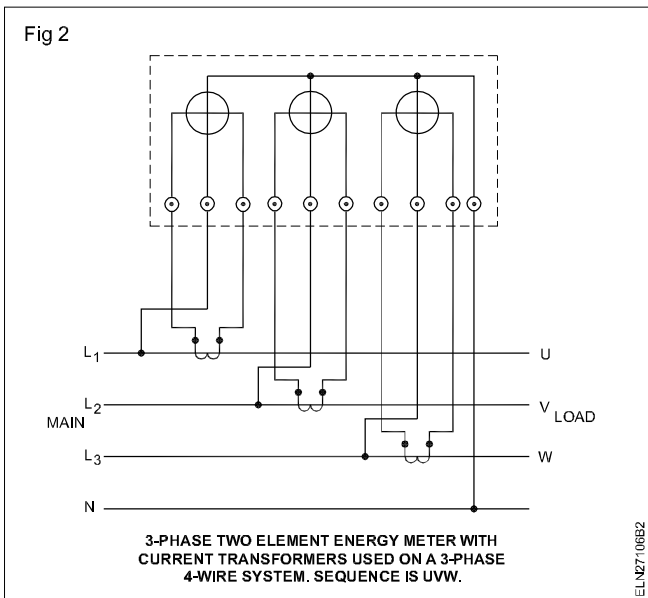 Fig 2
L1
U
L2
V
MAIN
LOAD
L3
W
N
3-PHASE TWO ELEMENT ENERGY METER WITH
CURRENT TRANSFORMERS USED ON A 3-PHASE
4-WIRE SYSTEM. SEQUENCE IS UVW.
ELN27106B2